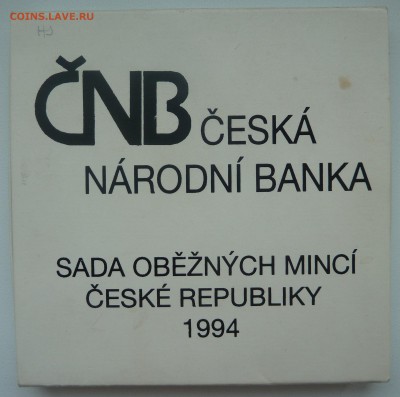 COINS.LAVE.RU
ČNB ČESKÁ
NÁRODNÍ BANKA
SADA OBĚŽNÝCH MINCÍ
ČESKÉ REPUBLIKY
1994